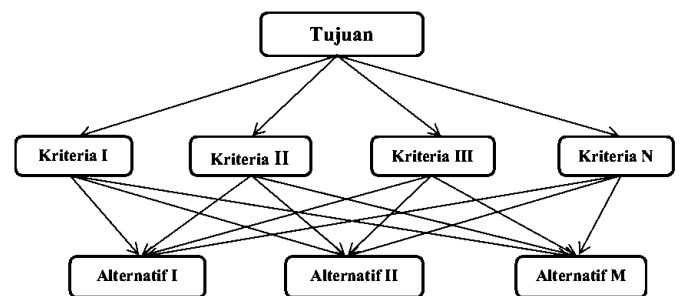 Tujuan
Kriteria I
Kriteria II
Kriteria III
Kriteria N
Alternatif I
Alternatif II
Alternatif M